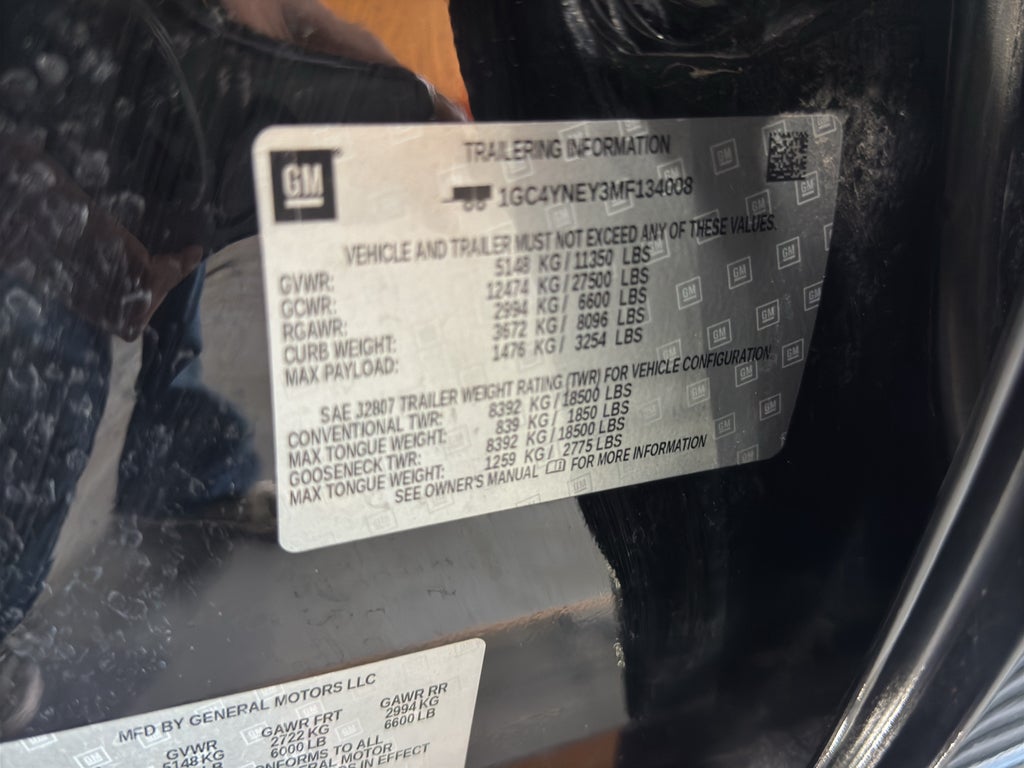 GM
TRAILERING INFORMATION
1GC4YNEY3MF134008
VEHICLE AND TRAILER MUST NOT EXCEED ANY OF THESE VALUES.
GVWR: 5148 KG / 11350 LBS
GCWR: 12474 KG / 27500 LBS
RGAWR: 2994 KG / 6600 LBS
CURB WEIGHT: 3672 KG / 8096 LBS
MAX PAYLOAD: 1476 KG / 3254 LBS
SAE J2807 TRAILER WEIGHT RATING (TWR) FOR VEHICLE CONFIGURATION
CONVENTIONAL TWR: 8392 KG / 18500 LBS
MAX TONGUE WEIGHT: 839 KG / 1850 LBS
GOOSENECK TWR: 8392 KG / 18500 LBS
MAX TONGUE WEIGHT: 1259 KG / 2775 LBS
SEE OWNER'S MANUAL FOR MORE INFORMATION
MFD BY GENERAL MOTORS LLC
GVWR GAWR FRT GAWR RR
5148 KG 2722 KG 2994 KG
LB 6000 LB 6600 LB
CONFORMS TO ALL
GENERAL MOTOR
IN EFFECT